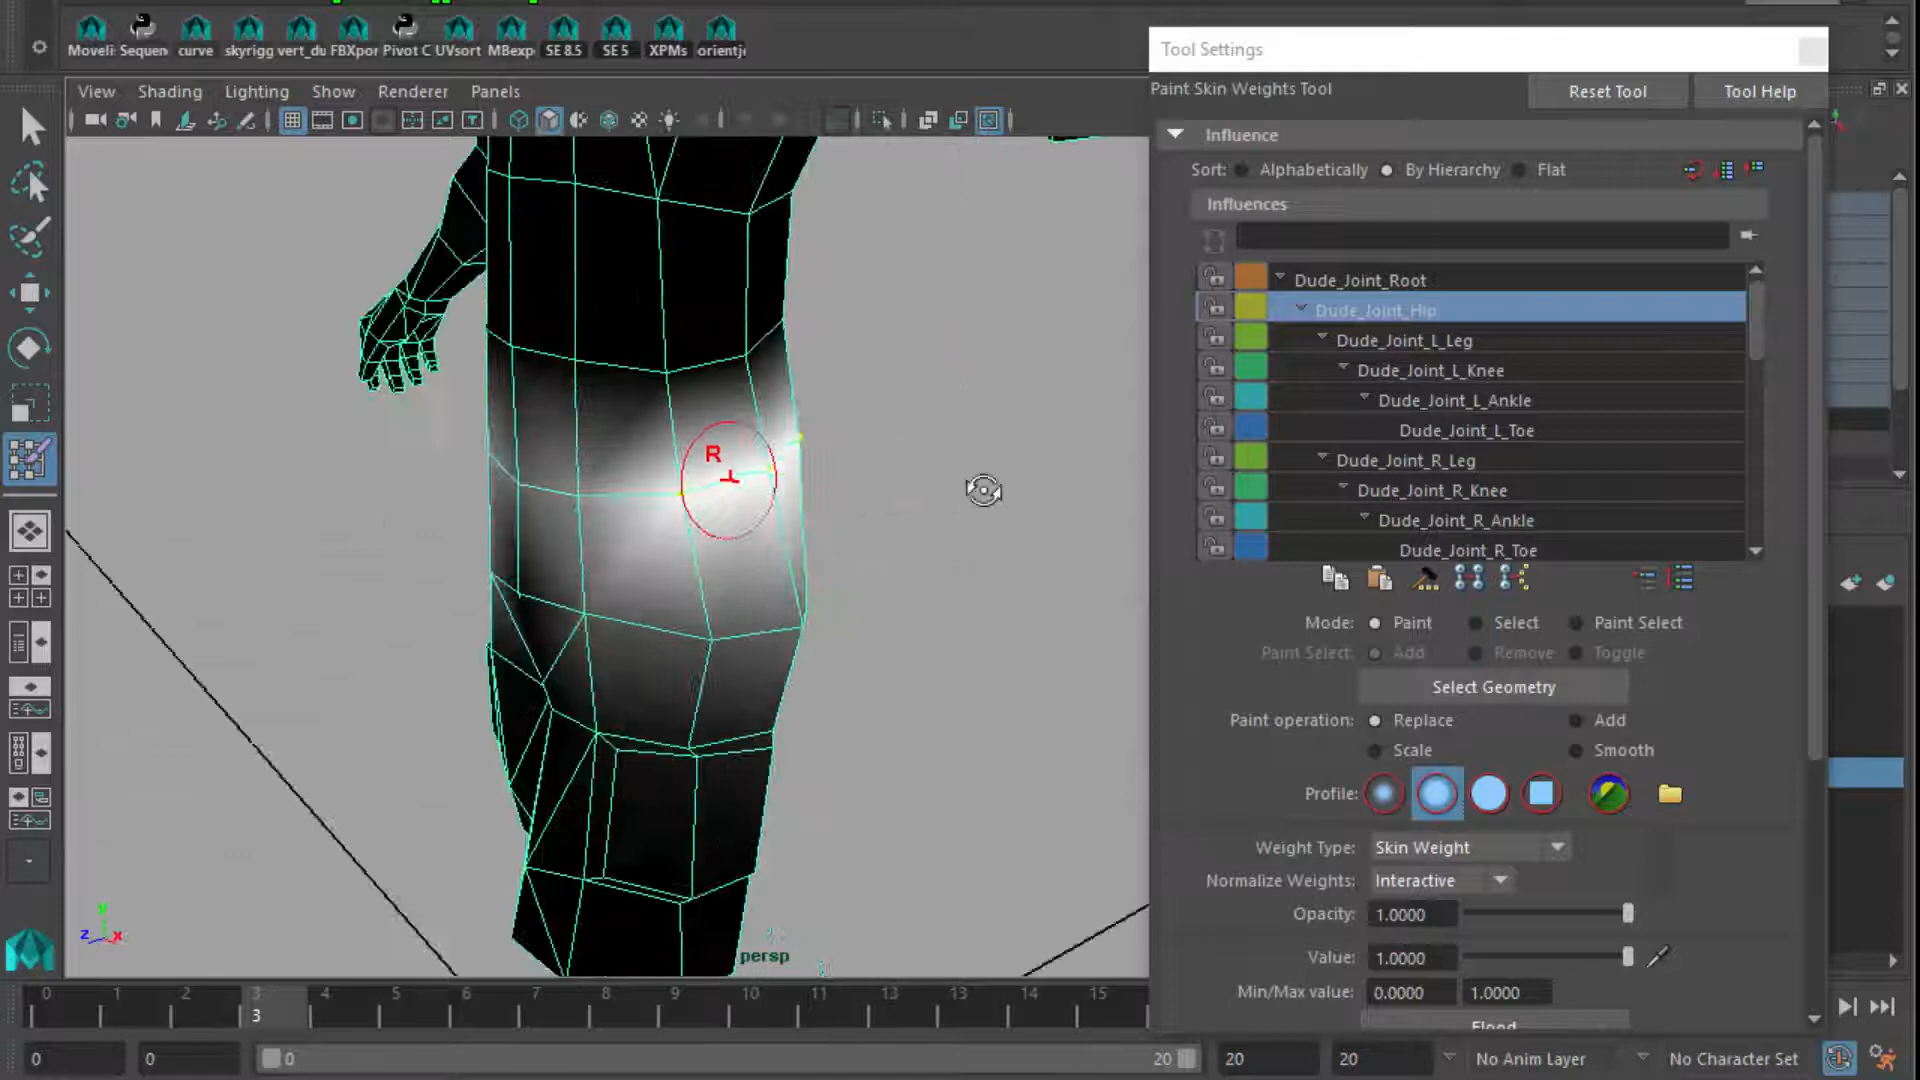 Moveli Sequen curve skyrigg vert_du FBXpor Pivot C UVsort MBexp SE 8.5 SE 5 XPMs orientje
Tool Settings
View Shading Lighting Show Renderer Panels
Paint Skin Weights Tool
Reset Tool
Tool Help
Influence
Sort: Alphabetically By Hierarchy Flat
Influences
Dude_Joint_Root
Dude_Joint_Hip
Dude_Joint_L_Leg
Dude_Joint_L_Knee
Dude_Joint_L_Ankle
Dude_Joint_L_Toe
Dude_Joint_R_Leg
Dude_Joint_R_Knee
Dude_Joint_R_Ankle
Dude_Joint_R_Toe
R
Mode: Paint Select Paint Select
Paint Select: Add Remove Toggle
Select Geometry
Paint operation: Replace Add
Scale Smooth
Profile:
Weight Type: Skin Weight
Normalize Weights: Interactive
Opacity: 1.0000
Value: 1.0000
Min/Max value: 0.0000 1.0000
Flood
y
z x
persp
0 1 2 3 4 5 6 7 8 9 10 11 12 13 14 15
3
0 0 0 20 20 20 No Anim Layer No Character Set